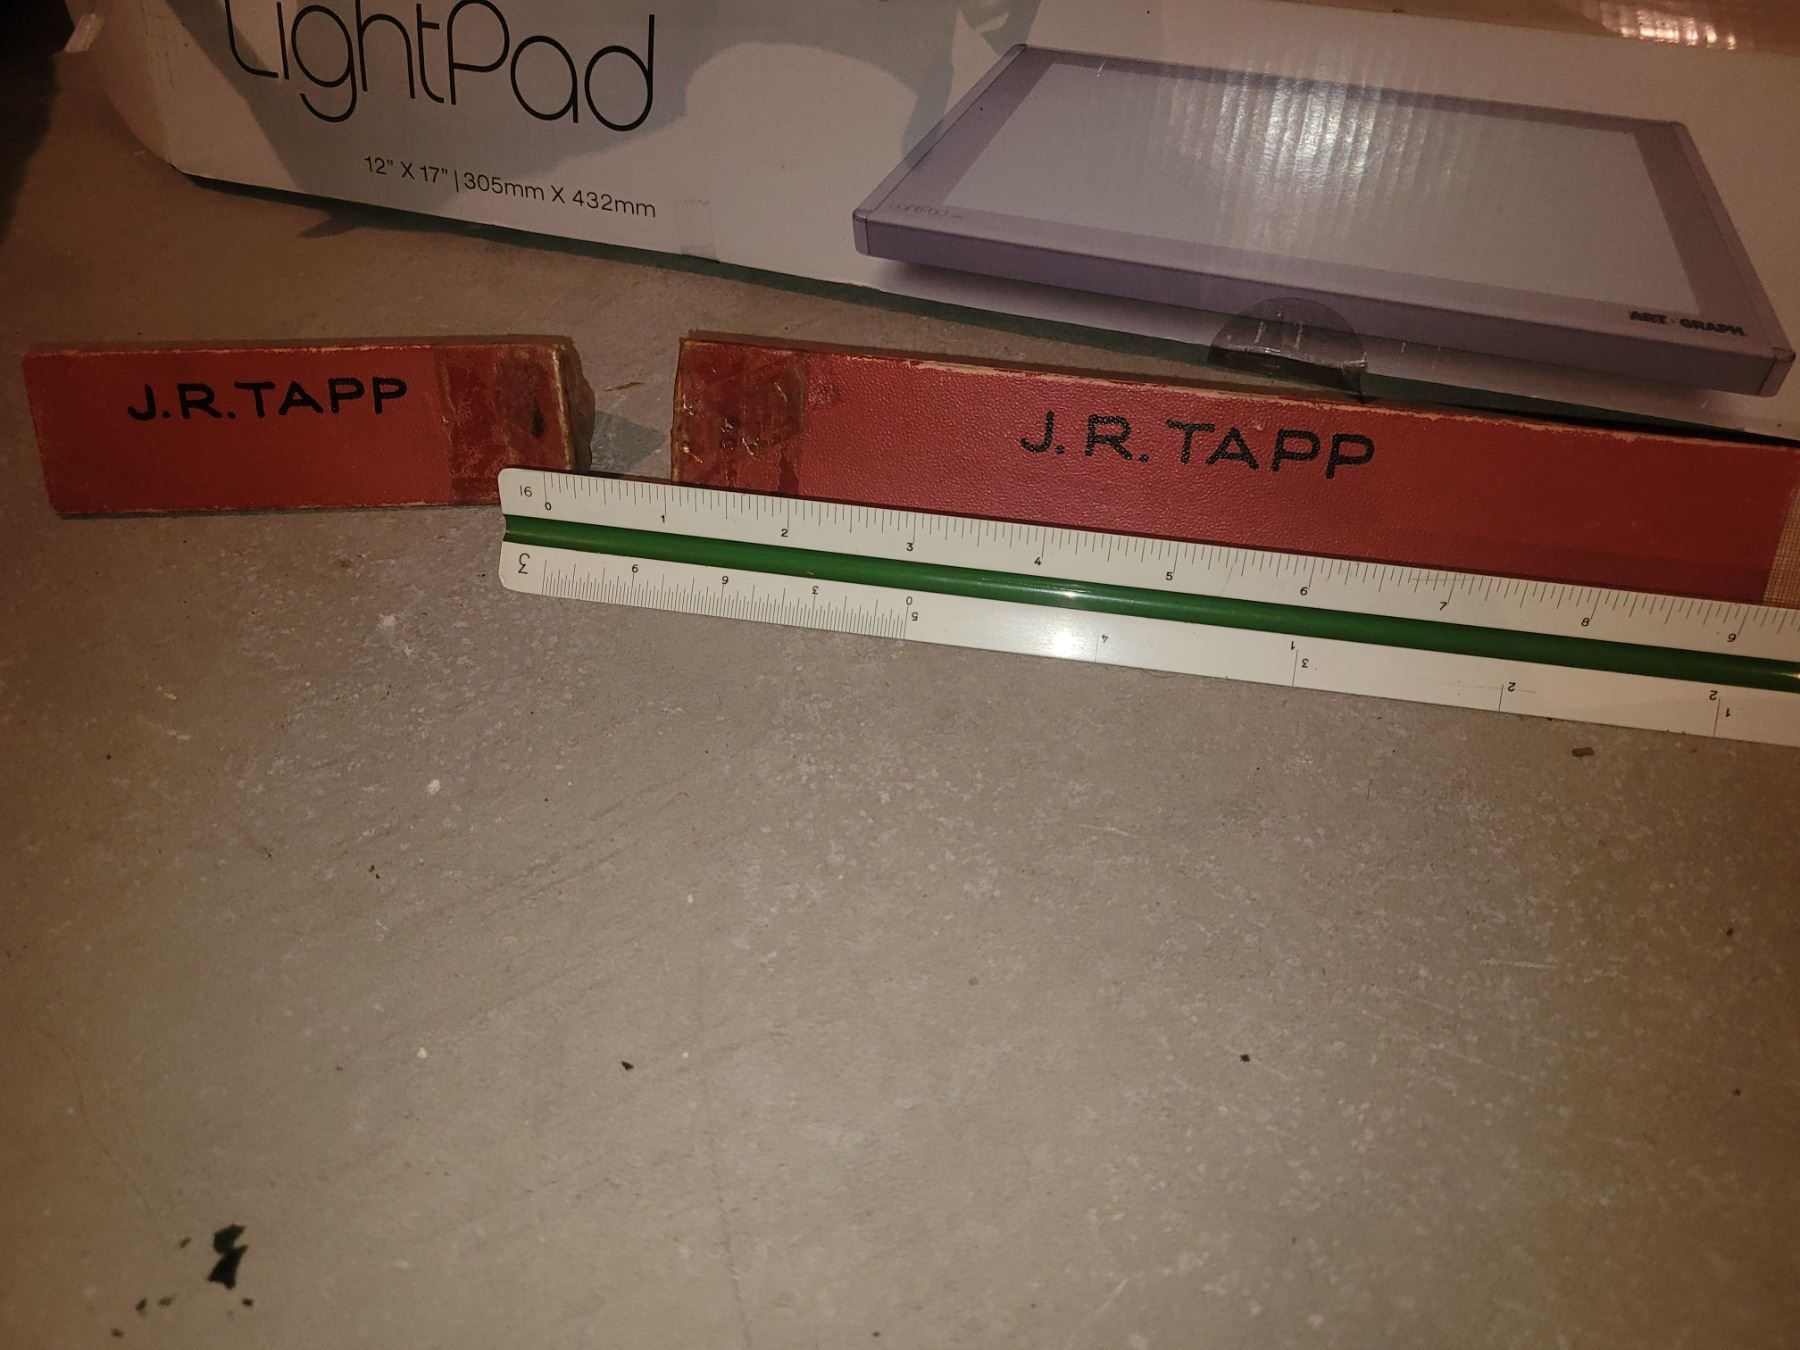 LightPad
12" X 17" | 305mm X 432mm
LightPad
ART·GRAPH
J.R.TAPP
J.R.TAPP
16 0 1 2 3 4 5 6 7 8 9
3 9 6 3 0 1 2
5 4 3 2 1